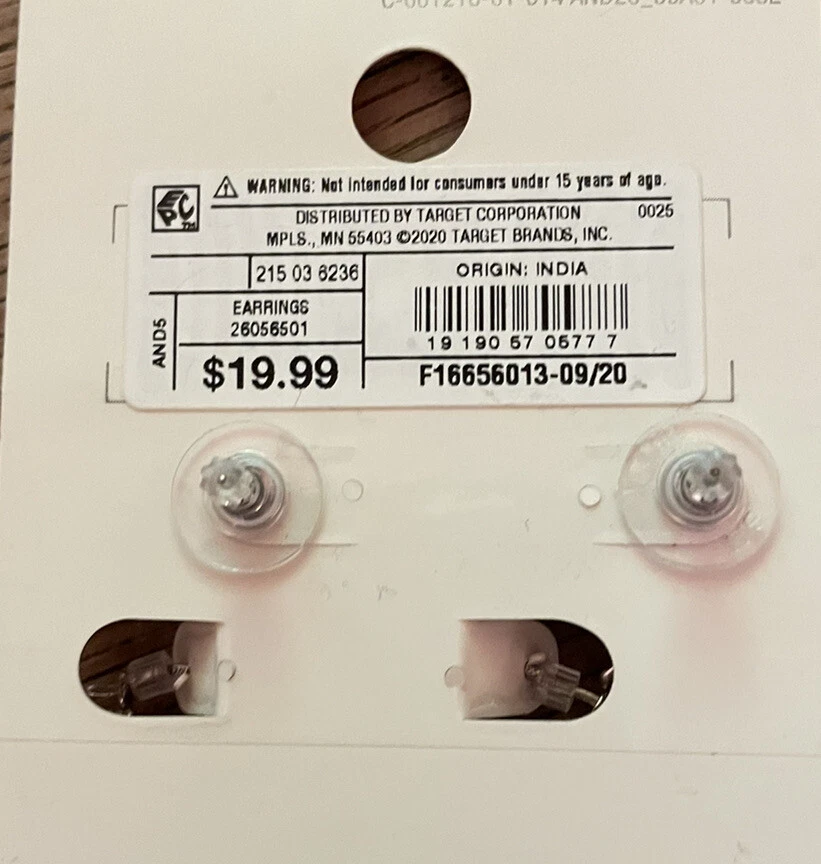 WARNING: Not intended for consumers under 15 years of age.
DISTRIBUTED BY TARGET CORPORATION 0025
MPLS., MN 55403 ©2020 TARGET BRANDS, INC.
215 03 6236
ORIGIN: INDIA
AND5
EARRINGS
26056501
19 190 57 0577 7
$19.99
F16656013-09/20